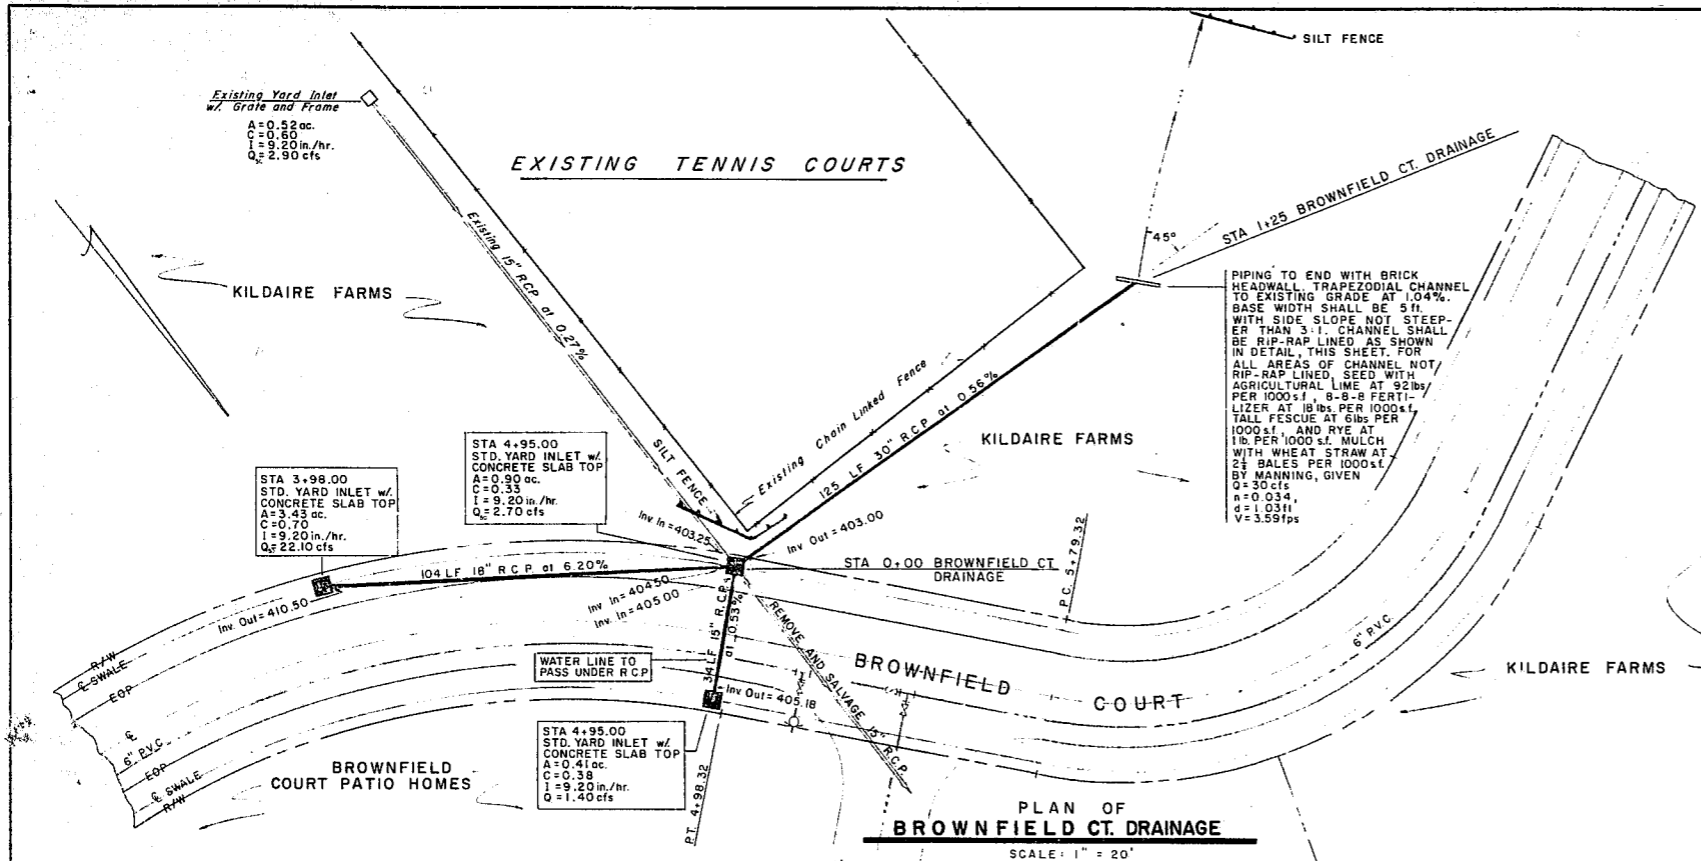 SILT FENCE
Existing Yard Inlet
w/. Grate and Frame
A = 0.52 ac.
C = 0.60
I = 9.20 in./hr.
Q = 2.90 cfs
EXISTING TENNIS COURTS
STA 1+25 BROWNFIELD CT. DRAINAGE
45°
Existing 15" RCP at 0.27%
KILDAIRE FARMS
PIPING TO END WITH BRICK
HEADWALL. TRAPEZODIAL CHANNEL
TO EXISTING GRADE AT 1.04%.
BASE WIDTH SHALL BE 5 ft.
WITH SIDE SLOPE NOT STEEP-
ER THAN 3:1. CHANNEL SHALL
BE RIP-RAP LINED AS SHOWN
IN DETAIL, THIS SHEET. FOR
ALL AREAS OF CHANNEL NOT
RIP-RAP LINED, SEED WITH
AGRICULTURAL LIME AT 92 lbs
PER 1000 s.f., 8-8-8 FERTI-
LIZER AT 18 lbs. PER 1000 s.f.,
TALL FESCUE AT 6 lbs PER
1000 s.f., AND RYE AT
1 lb. PER 1000 s.f. MULCH
WITH WHEAT STRAW AT
2½ BALES PER 1000 s.f.
BY MANNING, GIVEN
Q = 30 cfs
n = 0.034,
d = 1.03 ft
V = 3.59 fps
Existing Chain Linked Fence
125 LF 30" R.C.P. at 0.56%
KILDAIRE FARMS
SILT FENCE
STA 4+95.00
STD. YARD INLET w/.
CONCRETE SLAB TOP
A = 0.90 ac.
C = 0.33
I = 9.20 in./hr.
Q = 2.70 cfs
STA 3+98.00
STD. YARD INLET w/.
CONCRETE SLAB TOP
A = 3.43 ac.
C = 0.70
I = 9.20 in./hr.
Q = 22.10 cfs
Inv In = 403.25
Inv Out = 403.00
STA 0+00 BROWNFIELD CT.
DRAINAGE
P.C. 5+79.32
104 LF 18" R.C.P. at 6.20%
Inv. Out = 410.50
Inv In = 404.50
Inv. In = 405.00
34 LF 15" R.C.P.
at 0.53%
REMOVE AND SALVAGE 15" R.C.P.
WATER LINE TO
PASS UNDER R.C.P.
Inv Out = 405.18
BROWNFIELD COURT
6" P.V.C.
KILDAIRE FARMS
R/W
℄ SWALE
EOP
℄
6" P.V.C.
EOP
℄ SWALE
R/W
BROWNFIELD
COURT PATIO HOMES
STA 4+95.00
STD. YARD INLET w/.
CONCRETE SLAB TOP
A = 0.41 ac.
C = 0.38
I = 9.20 in./hr.
Q = 1.40 cfs
P.T. 4+98.32
PLAN OF
BROWNFIELD CT. DRAINAGE
SCALE: 1" = 20'